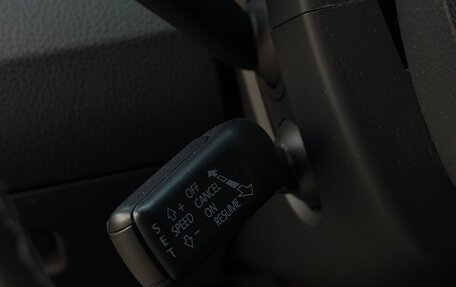 SET
+
SPEED
-
OFF
CANCEL
ON
RESUME